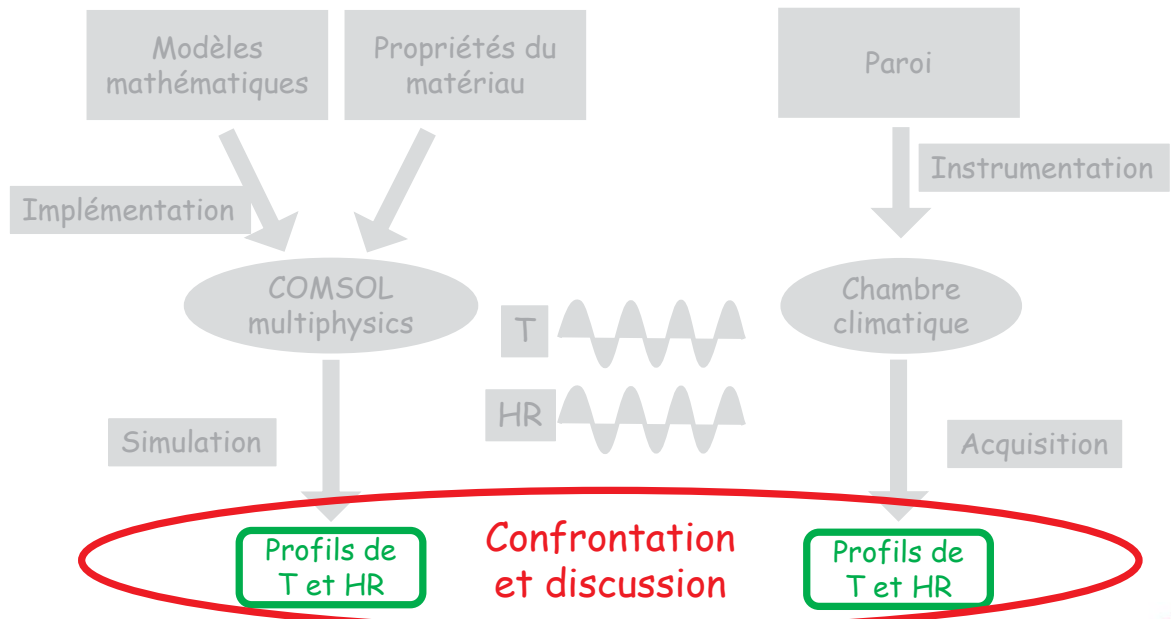 Modèles
mathématiques
Propriétés du
matériau
Paroi
Instrumentation
Implémentation
COMSOL
multiphysics
Chambre
climatique
T
HR
Simulation
Acquisition
Confrontation
et discussion
Profils de
T et HR
Profils de
T et HR